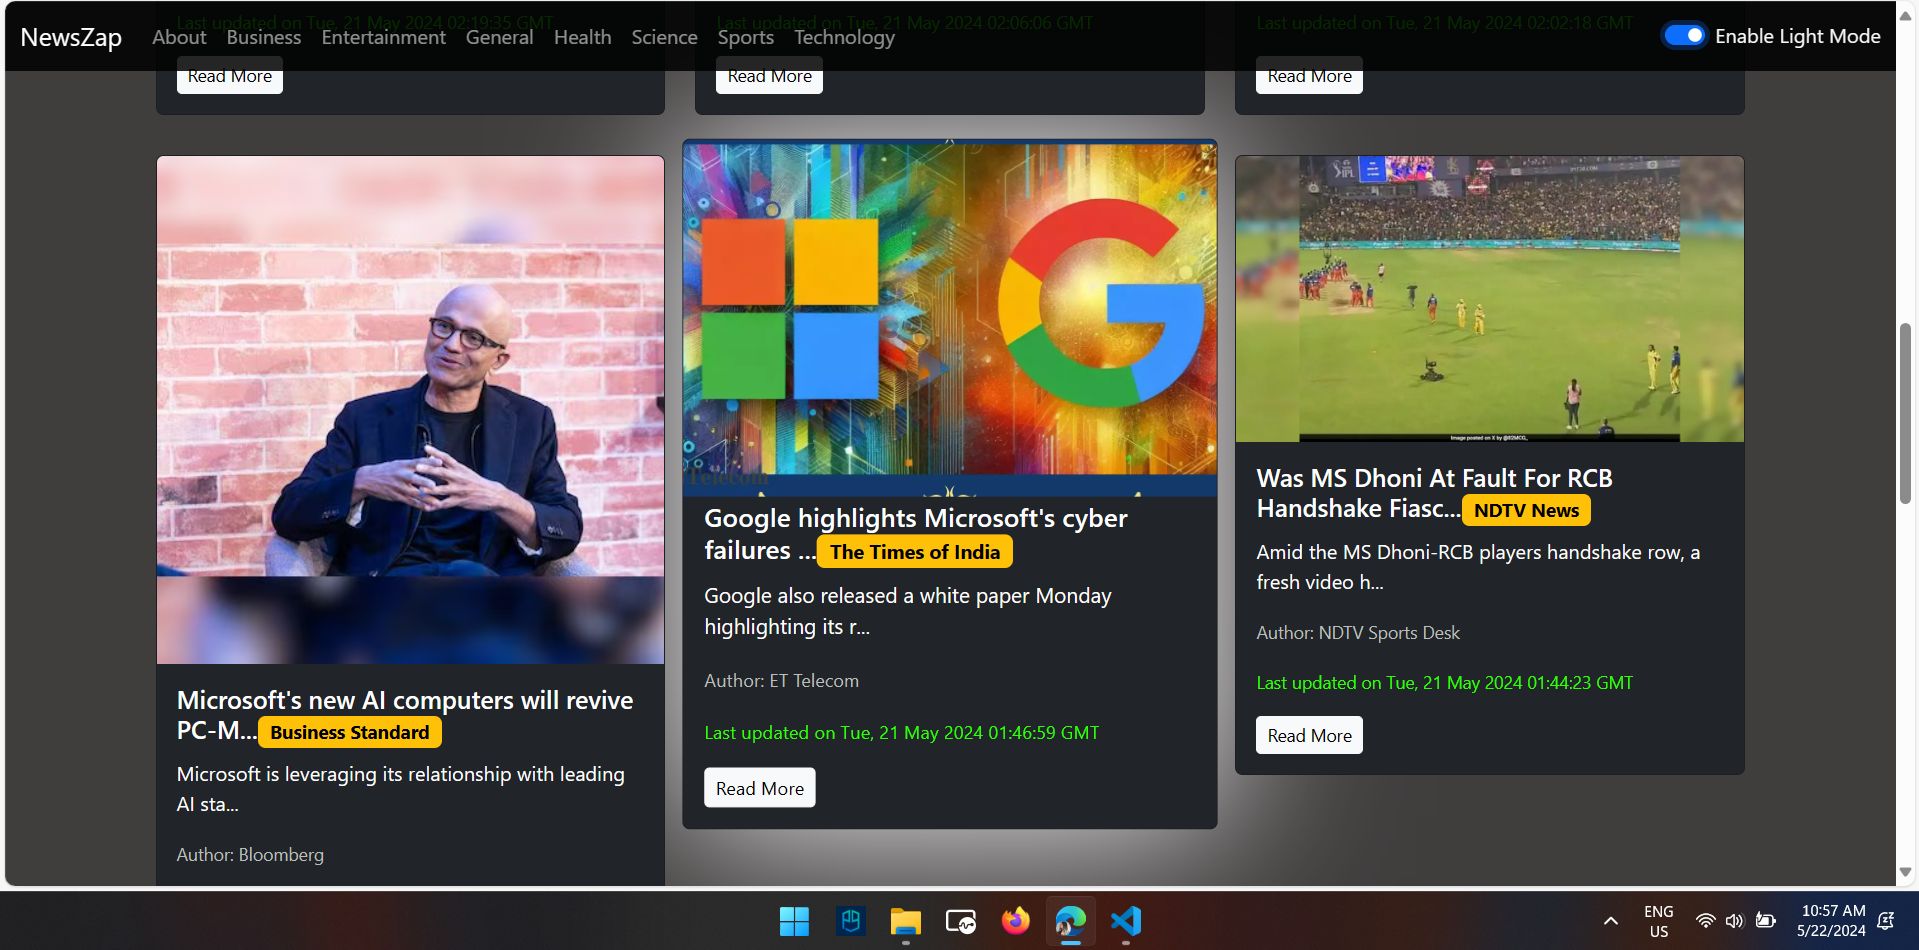 Last updated on Tue, 21 May 2024 02:19:35 GMT
Last updated on Tue, 21 May 2024 02:06:06 GMT
Last updated on Tue, 21 May 2024 02:02:18 GMT
NewsZap About Business Entertainment General Health Science Sports Technology Enable Light Mode
Read More
Read More
Read More
Microsoft's new AI computers will revive
PC-M... Business Standard
Microsoft is leveraging its relationship with leading
AI sta...
Author: Bloomberg
Telecom
Google highlights Microsoft's cyber
failures ... The Times of India
Google also released a white paper Monday
highlighting its r...
Author: ET Telecom
Last updated on Tue, 21 May 2024 01:46:59 GMT
Read More
IPL
Image posted on X by
Was MS Dhoni At Fault For RCB
Handshake Fiasc... NDTV News
Amid the MS Dhoni-RCB players handshake row, a
fresh video h...
Author: NDTV Sports Desk
Last updated on Tue, 21 May 2024 01:44:23 GMT
Read More
ENG
US
10:57 AM
5/22/2024